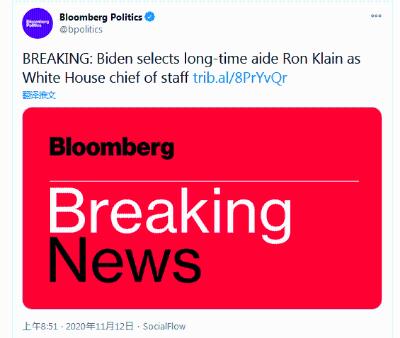 Bloomberg Politics
@bpolitics
BREAKING: Biden selects long-time aide Ron Klain as
White House chief of staff trib.al/8PrYvQr
翻译推文
Bloomberg
Breaking
News
上午8:51 · 2020年11月12日 · SocialFlow